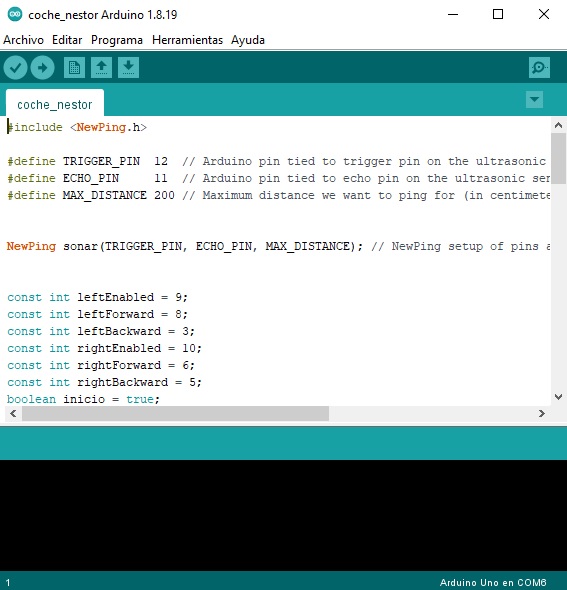 coche_nestor Arduino 1.8.19
Archivo Editar Programa Herramientas Ayuda
coche_nestor
#include <NewPing.h>
#define TRIGGER_PIN  12  // Arduino pin tied to trigger pin on the ultrasonic
#define ECHO_PIN     11  // Arduino pin tied to echo pin on the ultrasonic sen
#define MAX_DISTANCE 200 // Maximum distance we want to ping for (in centimete
NewPing sonar(TRIGGER_PIN, ECHO_PIN, MAX_DISTANCE); // NewPing setup of pins a
const int leftEnabled = 9;
const int leftForward = 8;
const int leftBackward = 3;
const int rightEnabled = 10;
const int rightForward = 6;
const int rightBackward = 5;
boolean inicio = true;
1
Arduino Uno en COM6